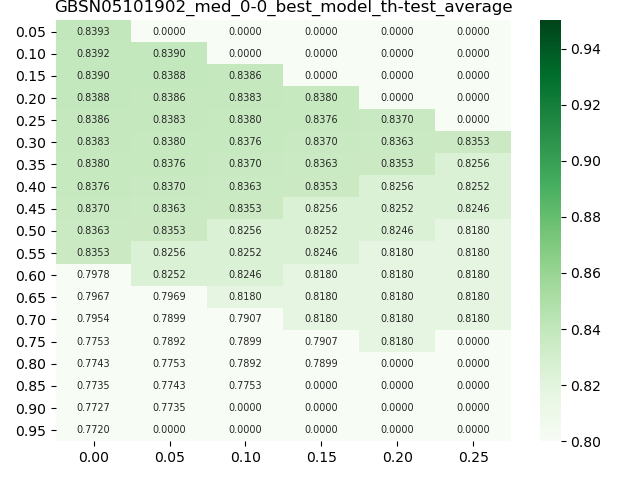 GBSN05101902_med_0-0_best_model_th-test_average
0.05 0.8393 0.0000 0.0000 0.0000 0.0000 0.0000
0.10 0.8392 0.8390 0.0000 0.0000 0.0000 0.0000
0.15 0.8390 0.8388 0.8386 0.0000 0.0000 0.0000
0.20 0.8388 0.8386 0.8383 0.8380 0.0000 0.0000
0.25 0.8386 0.8383 0.8380 0.8376 0.8370 0.0000
0.30 0.8383 0.8380 0.8376 0.8370 0.8363 0.8353
0.35 0.8380 0.8376 0.8370 0.8363 0.8353 0.8256
0.40 0.8376 0.8370 0.8363 0.8353 0.8256 0.8252
0.45 0.8370 0.8363 0.8353 0.8256 0.8252 0.8246
0.50 0.8363 0.8353 0.8256 0.8252 0.8246 0.8180
0.55 0.8353 0.8256 0.8252 0.8246 0.8180 0.8180
0.60 0.7978 0.8252 0.8246 0.8180 0.8180 0.8180
0.65 0.7967 0.7969 0.8180 0.8180 0.8180 0.8180
0.70 0.7954 0.7899 0.7907 0.8180 0.8180 0.8180
0.75 0.7753 0.7892 0.7899 0.7907 0.8180 0.0000
0.80 0.7743 0.7753 0.7892 0.7899 0.0000 0.0000
0.85 0.7735 0.7743 0.7753 0.0000 0.0000 0.0000
0.90 0.7727 0.7735 0.0000 0.0000 0.0000 0.0000
0.95 0.7720 0.0000 0.0000 0.0000 0.0000 0.0000
0.00 0.05 0.10 0.15 0.20 0.25
0.94
0.92
0.90
0.88
0.86
0.84
0.82
0.80